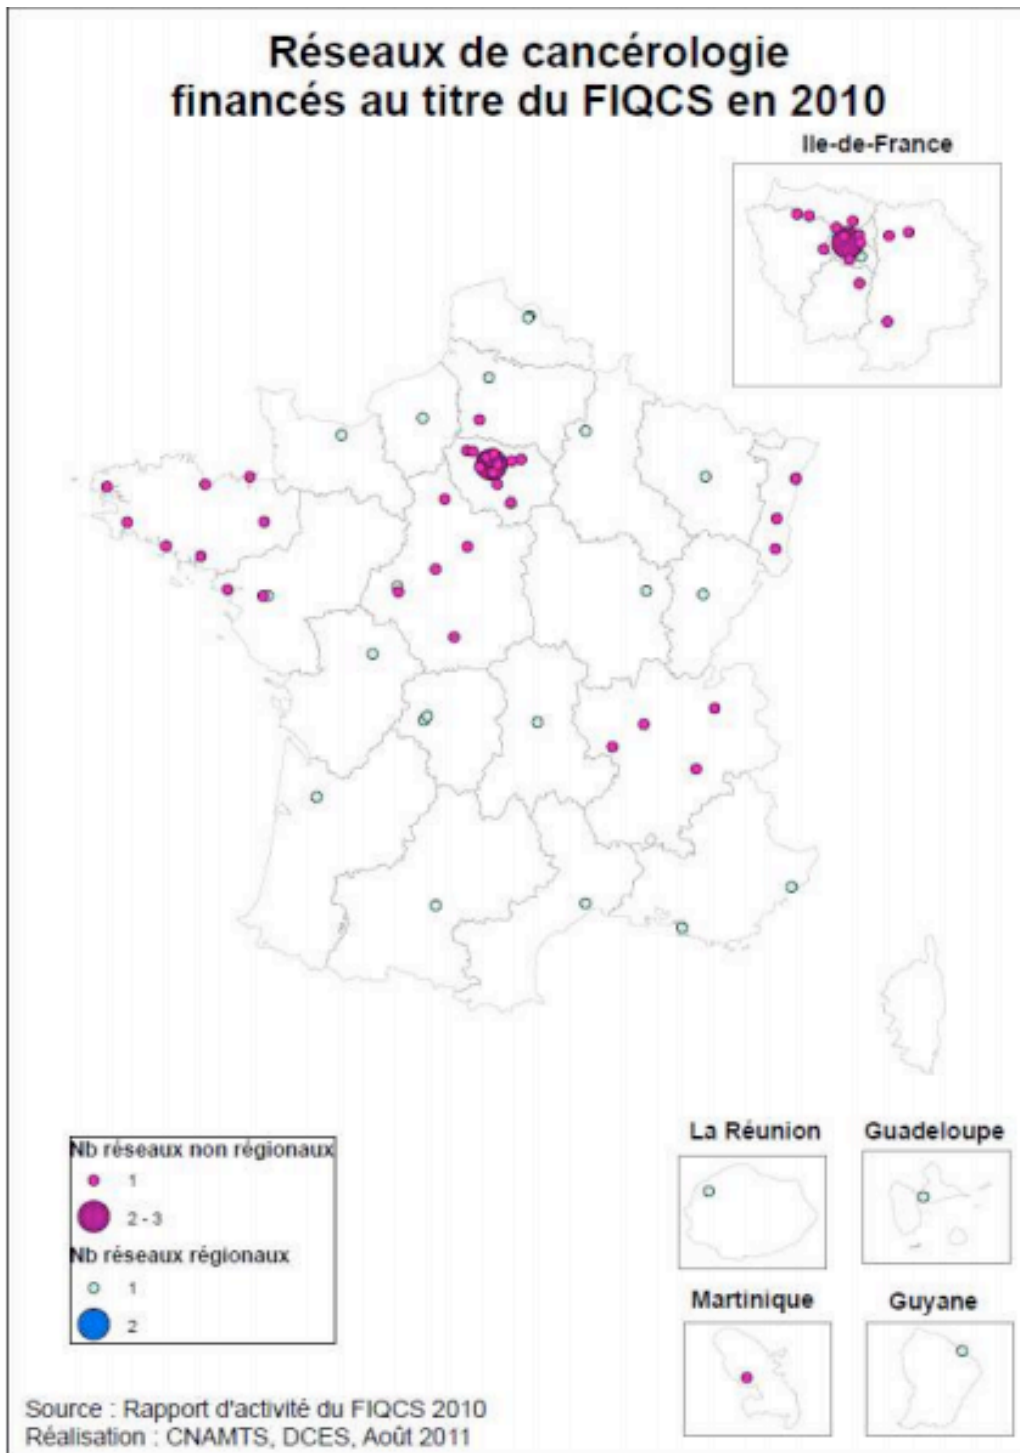 Réseaux de cancérologie
financés au titre du FIQCS en 2010
Ile-de-France
La Réunion
Guadeloupe
Nb réseaux non régionaux
1
2 - 3
Nb réseaux régionaux
1
2
Martinique
Guyane
Source : Rapport d'activité du FIQCS 2010
Réalisation : CNAMTS, DCES, Août 2011